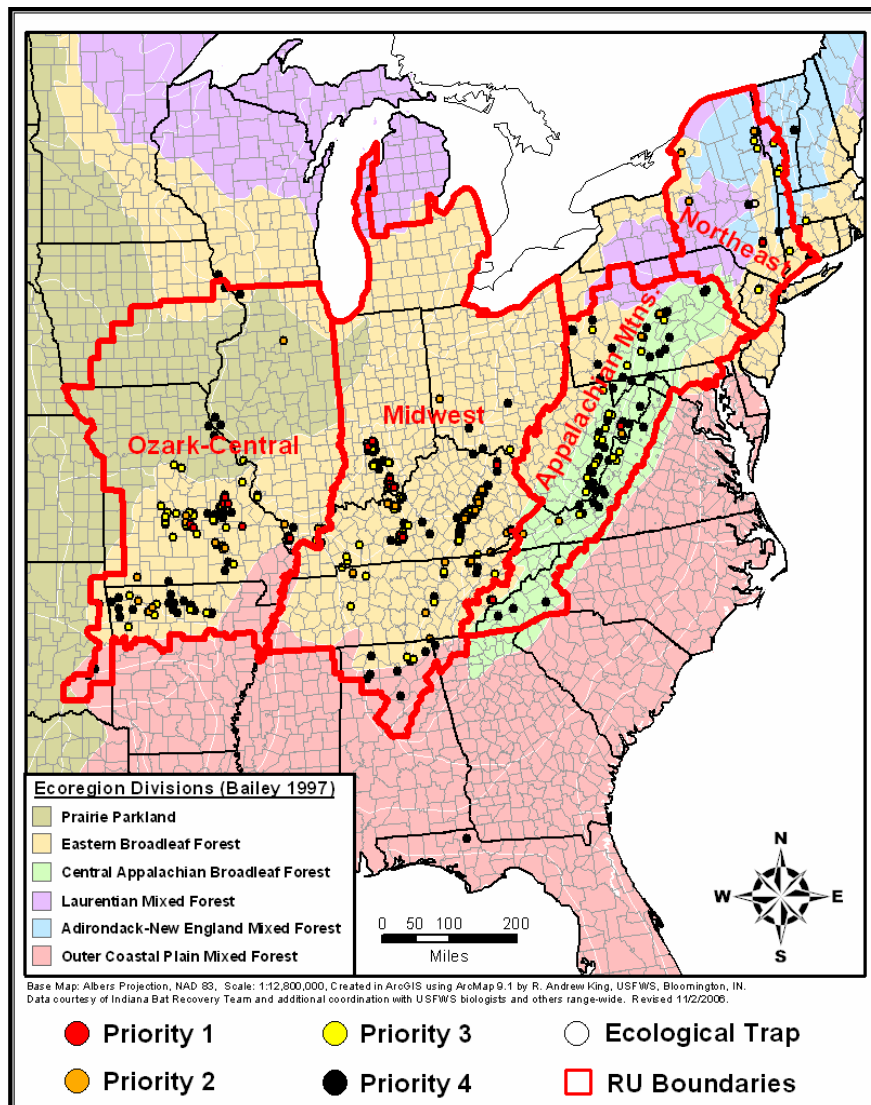 Northeast
Appalachian Mtns.
Midwest
Ozark-Central
Ecoregion Divisions (Bailey 1997)
Prairie Parkland
Eastern Broadleaf Forest
Central Appalachian Broadleaf Forest
Laurentian Mixed Forest
Adirondack-New England Mixed Forest
Outer Coastal Plain Mixed Forest
0 50 100 200
Miles
N
W E
S
Base Map: Albers Projection, NAD 83, Scale: 1:12,800,000, Created in ArcGIS using ArcMap 9.1 by R. Andrew King, USFWS, Bloomington, IN.
Data courtesy of Indiana Bat Recovery Team and additional coordination with USFWS biologists and others range-wide. Revised 11/2/2006.
Priority 1 Priority 3 Ecological Trap
Priority 2 Priority 4 RU Boundaries